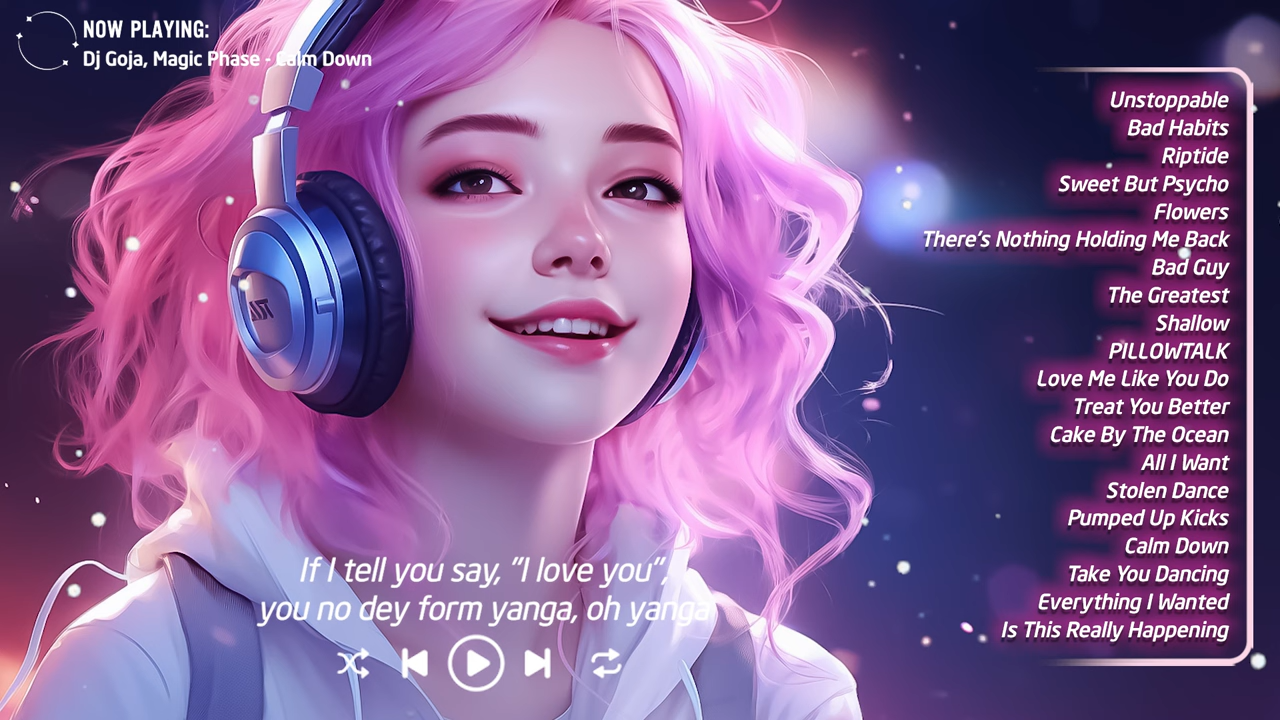 NOW PLAYING:
Dj Goja, Magic Phase - Calm Down
Unstoppable
Bad Habits
Riptide
Sweet But Psycho
Flowers
There's Nothing Holding Me Back
Bad Guy
The Greatest
Shallow
PILLOWTALK
Love Me Like You Do
Treat You Better
Cake By The Ocean
All I Want
Stolen Dance
Pumped Up Kicks
Calm Down
Take You Dancing
Everything I Wanted
Is This Really Happening
If I tell you say, "I love you",
you no dey form yanga, oh yanga